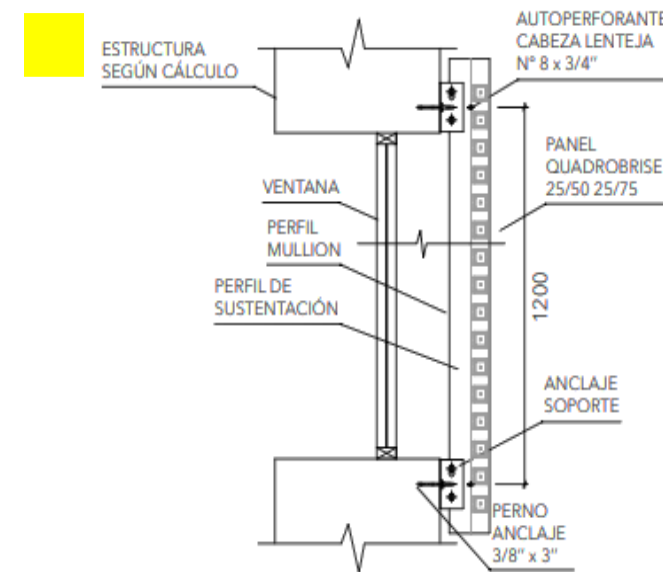 AUTOPERFORANTE
CABEZA LENTEJA
N° 8 x 3/4"
ESTRUCTURA
SEGÚN CÁLCULO
PANEL
QUADROBRISE
25/50 25/75
VENTANA
PERFIL
MULLION
PERFIL DE
SUSTENTACIÓN
1200
ANCLAJE
SOPORTE
PERNO
ANCLAJE
3/8" x 3"